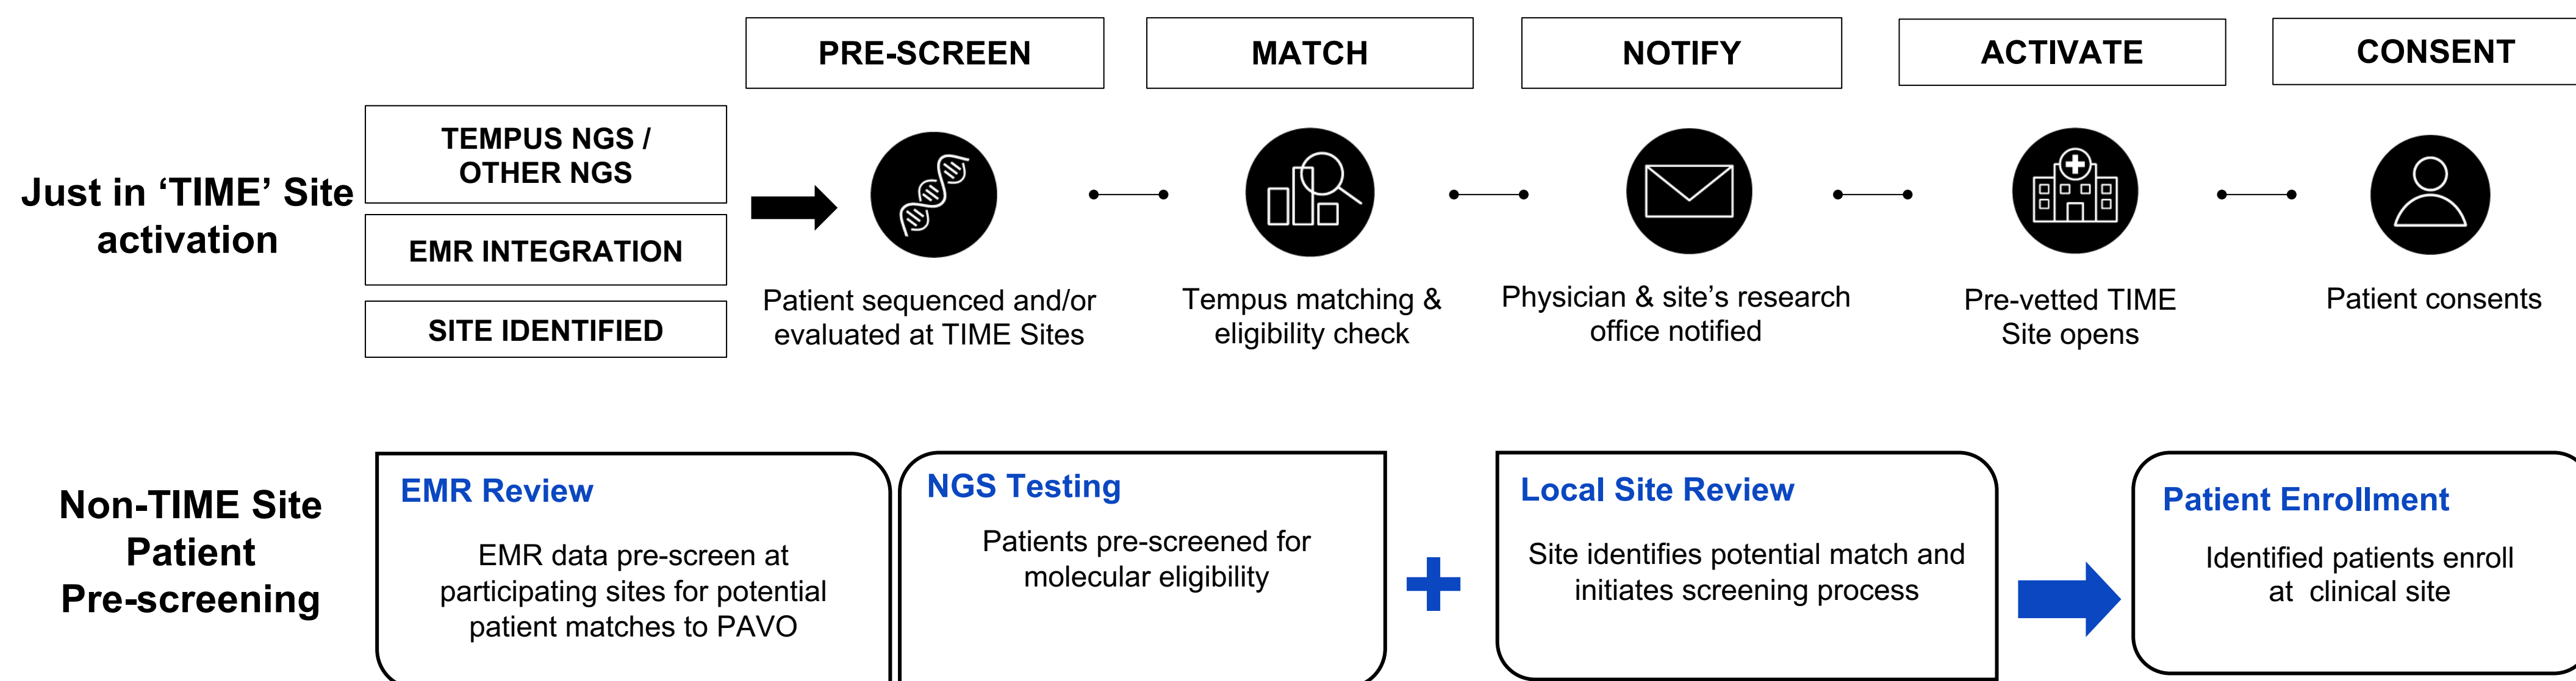 PRE-SCREEN
MATCH
NOTIFY
ACTIVATE
CONSENT
Just in ‘TIME’ Site
activation
TEMPUS NGS /
OTHER NGS
EMR INTEGRATION
SITE IDENTIFIED
Patient sequenced and/or
evaluated at TIME Sites
Tempus matching &
eligibility check
Physician & site’s research
office notified
Pre-vetted TIME
Site opens
Patient consents
Non-TIME Site
Patient
Pre-screening
EMR Review
EMR data pre-screen at
participating sites for potential
patient matches to PAVO
NGS Testing
Patients pre-screened for
molecular eligibility
Local Site Review
Site identifies potential match and
initiates screening process
Patient Enrollment
Identified patients enroll
at clinical site